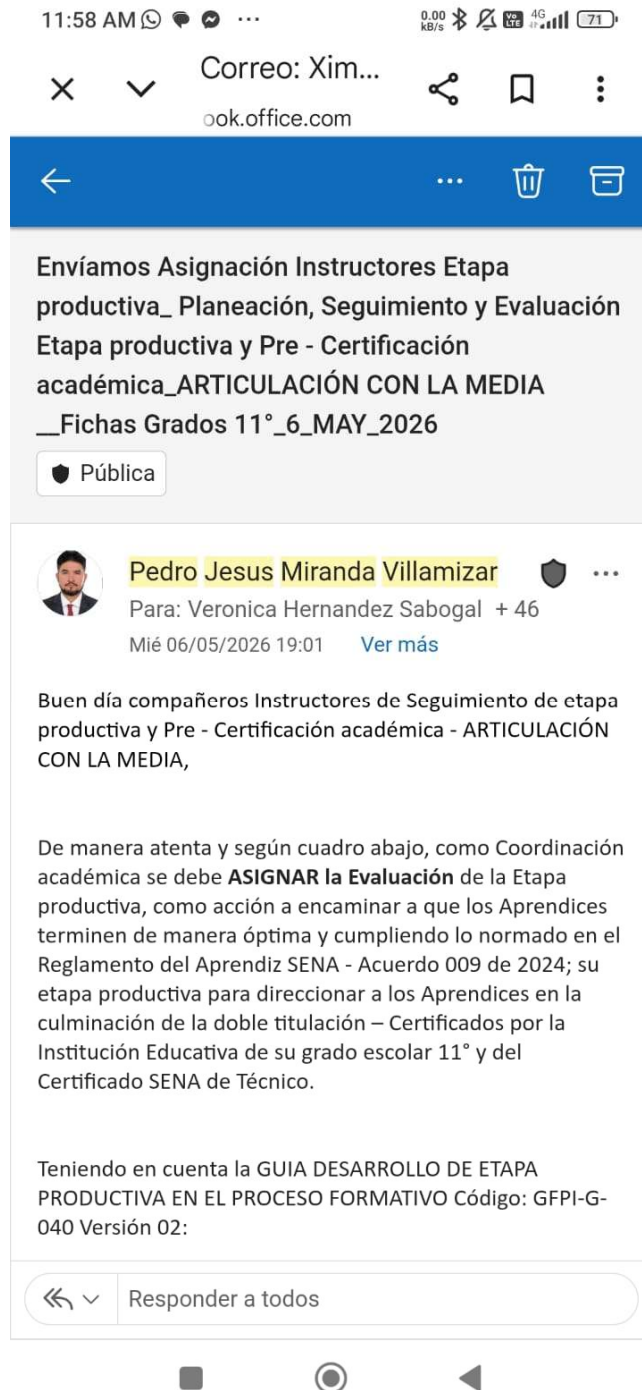 11:58 AM
0.00 kB/s
Vo LTE
4G
71
Correo: Xim...
ook.office.com
Envíamos Asignación Instructores Etapa
productiva_ Planeación, Seguimiento y Evaluación
Etapa productiva y Pre - Certificación
académica_ARTICULACIÓN CON LA MEDIA
__Fichas Grados 11°_6_MAY_2026
Pública
Pedro Jesus Miranda Villamizar
Para: Veronica Hernandez Sabogal + 46
Mié 06/05/2026 19:01 Ver más
Buen día compañeros Instructores de Seguimiento de etapa
productiva y Pre - Certificación académica - ARTICULACIÓN
CON LA MEDIA,
De manera atenta y según cuadro abajo, como Coordinación
académica se debe ASIGNAR la Evaluación de la Etapa
productiva, como acción a encaminar a que los Aprendices
terminen de manera óptima y cumpliendo lo normado en el
Reglamento del Aprendiz SENA - Acuerdo 009 de 2024; su
etapa productiva para direccionar a los Aprendices en la
culminación de la doble titulación – Certificados por la
Institución Educativa de su grado escolar 11° y del
Certificado SENA de Técnico.
Teniendo en cuenta la GUIA DESARROLLO DE ETAPA
PRODUCTIVA EN EL PROCESO FORMATIVO Código: GFPI-G-
040 Versión 02:
Responder a todos